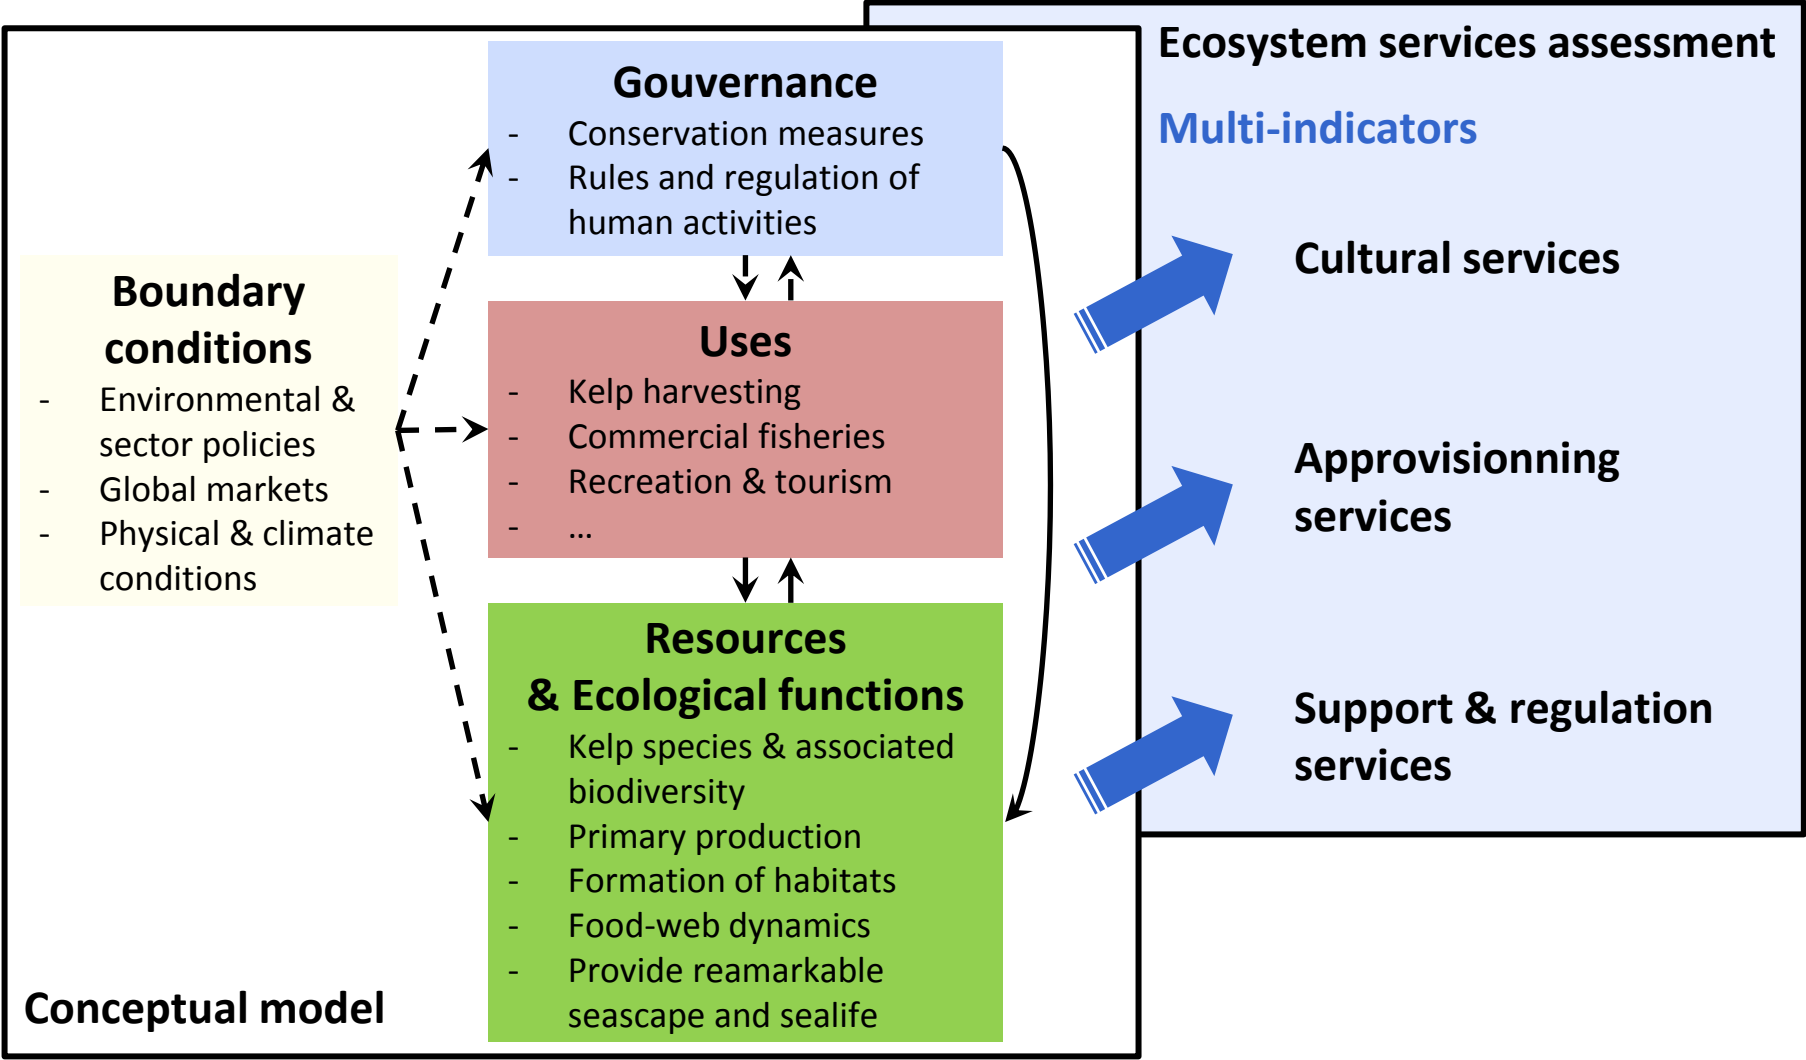 Ecosystem services assessment
Multi-indicators
Gouvernance
- Conservation measures
- Rules and regulation of
human activities
Boundary
conditions
- Environmental &
sector policies
- Global markets
- Physical & climate
conditions
Uses
- Kelp harvesting
- Commercial fisheries
- Recreation & tourism
- ...
Resources
& Ecological functions
- Kelp species & associated
biodiversity
- Primary production
- Formation of habitats
- Food-web dynamics
- Provide reamarkable
seascape and sealife
Conceptual model
Cultural services
Approvisionning
services
Support & regulation
services